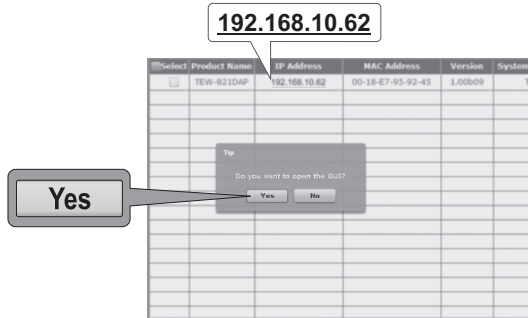 192.168.10.62
Select Product Name IP Address MAC Address Version System
TEW-821DAP 192.168.10.62 00-18-E7-95-92-45 1.00b09 T
Tip
Do you want to open the GUI?
Yes No
Yes